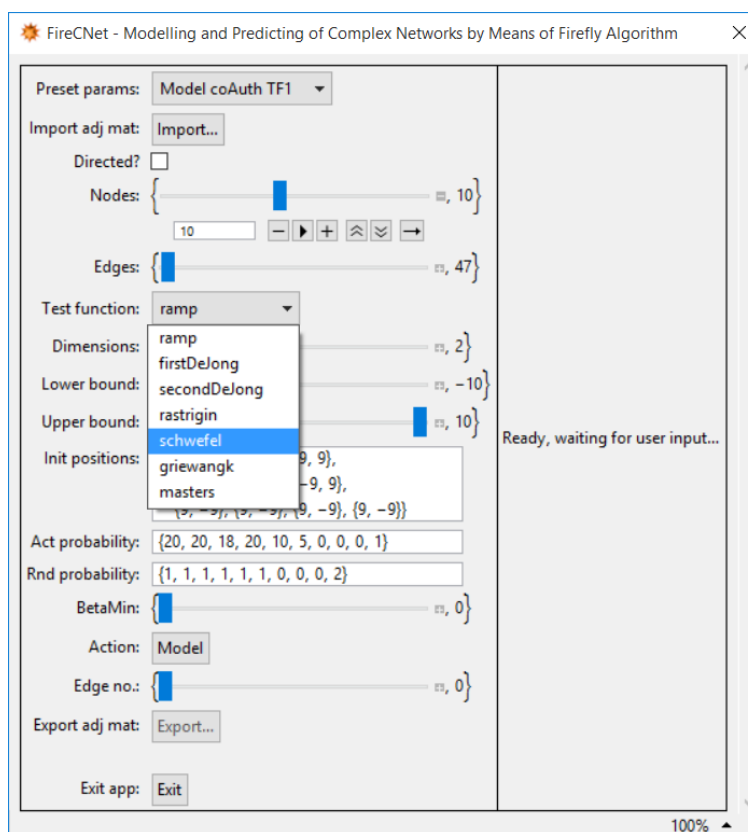 FireCNet - Modelling and Predicting of Complex Networks by Means of Firefly Algorithm
Preset params: Model coAuth TF1
Import adj mat: Import...
Directed?
Nodes: { , 10}
10
Edges: { , 47}
Test function: ramp
ramp
firstDeJong
secondDeJong
rastrigin
schwefel
griewangk
masters
Dimensions: , 2}
Lower bound: , −10}
Upper bound: , 10}
Init positions: 9, 9},
−9, 9},
{9, −9}, {9, −9}, {9, −9}, {9, −9}}
Act probability: {20, 20, 18, 20, 10, 5, 0, 0, 0, 1}
Rnd probability: {1, 1, 1, 1, 1, 1, 0, 0, 0, 2}
BetaMin: { , 0}
Action: Model
Edge no.: { , 0}
Export adj mat: Export...
Exit app: Exit
Ready, waiting for user input...
100%